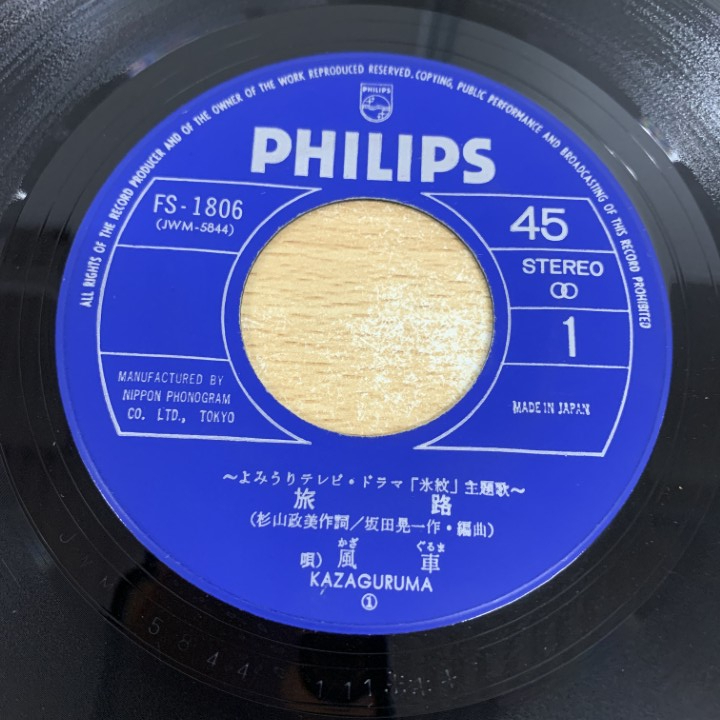 ALL RIGHTS OF THE RECORD PRODUCER AND OF THE OWNER OF THE WORK REPRODUCED RESERVED. COPYING, PUBLIC PERFORMANCE AND BROADCASTING OF THIS RECORD PROHIBITED
PHILIPS
PHILIPS
FS-1806
(JWM-5844)
45
STEREO
1
MANUFACTURED BY
NIPPON PHONOGRAM
CO. LTD., TOKYO
MADE IN JAPAN
～よみうりテレビ・ドラマ「氷紋」主題歌～
旅路
(杉山政美作詞/坂田晃一作・編曲)
かざぐるま
唄)風車
KAZAGURUMA
①
5844 111